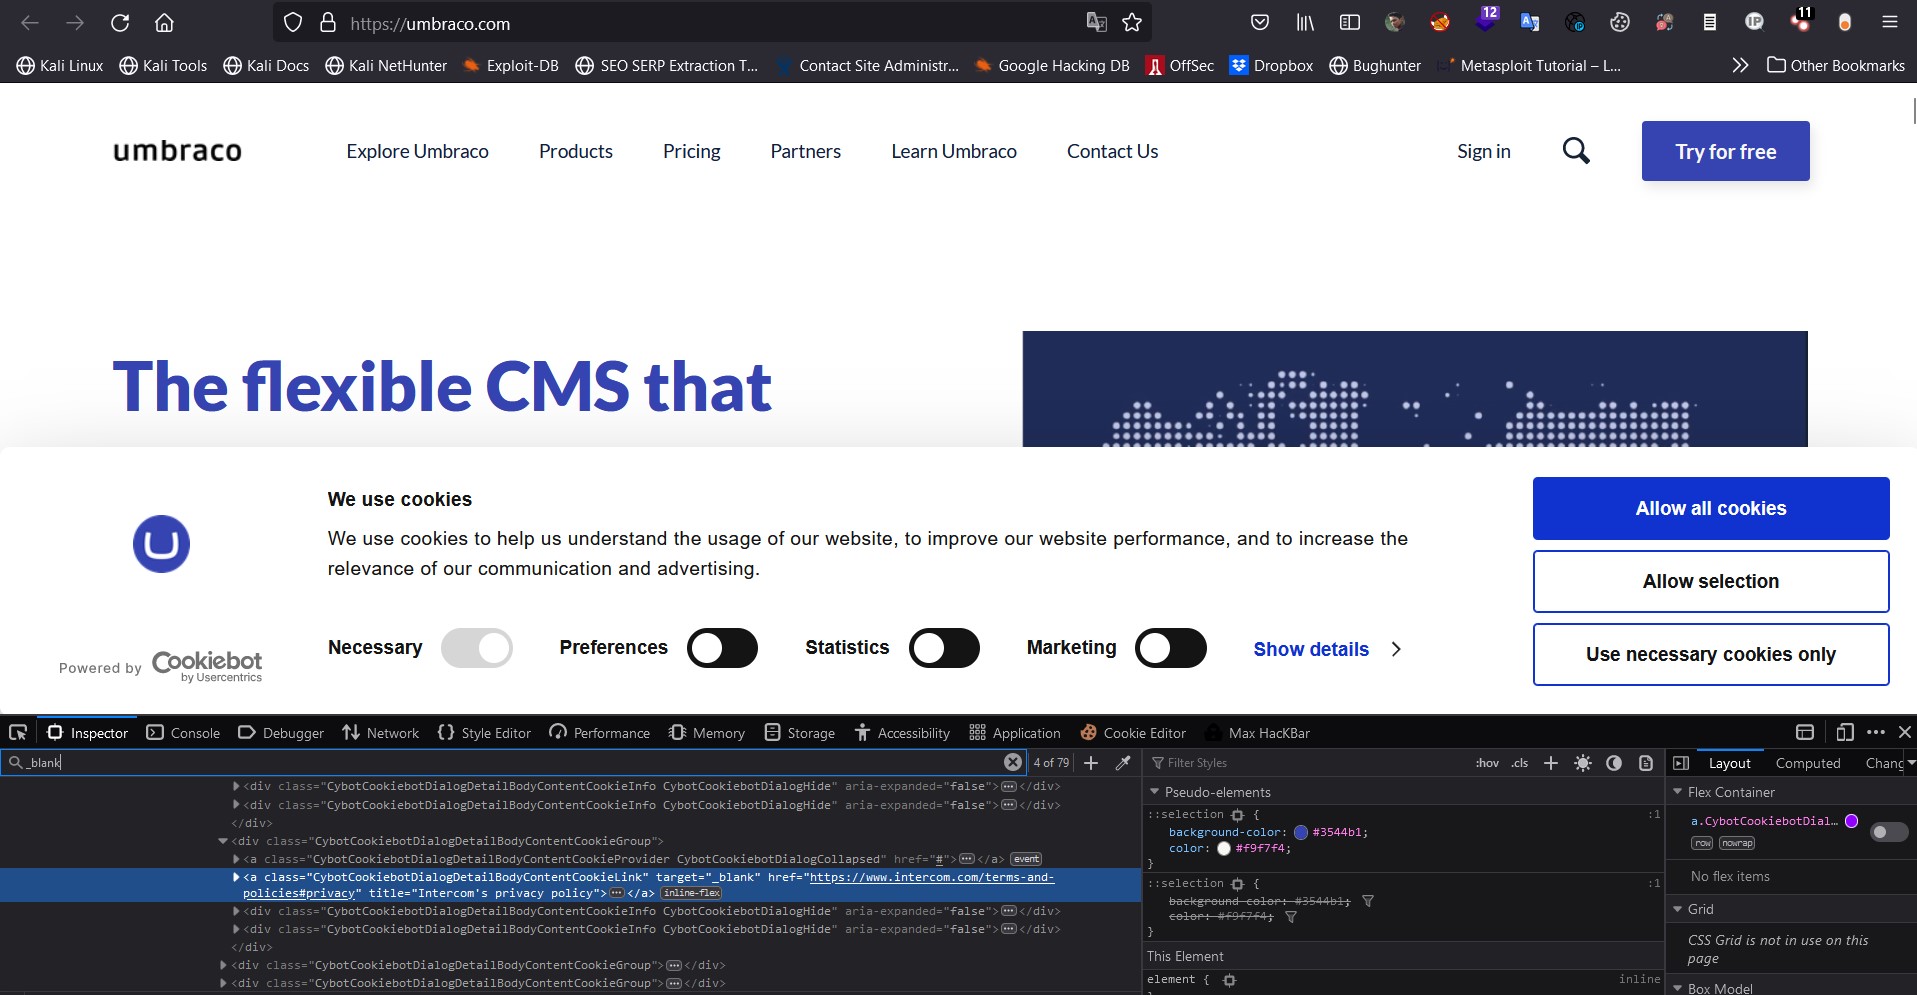 https://umbraco.com
12
11
Kali Linux Kali Tools Kali Docs Kali NetHunter Exploit-DB SEO SERP Extraction T... Contact Site Administr... Google Hacking DB OffSec Dropbox Bughunter Metasploit Tutorial – L... Other Bookmarks
umbraco Explore Umbraco Products Pricing Partners Learn Umbraco Contact Us Sign in Try for free
The flexible CMS that
We use cookies
We use cookies to help us understand the usage of our website, to improve our website performance, and to increase the
relevance of our communication and advertising.
Allow all cookies
Allow selection
Use necessary cookies only
Necessary Preferences Statistics Marketing Show details
Powered by Cookiebot
by Usercentrics
Inspector Console Debugger Network Style Editor Performance Memory Storage Accessibility Application Cookie Editor Max HacKBar
_blank 4 of 79
<div class="CybotCookiebotDialogDetailBodyContentCookieInfo CybotCookiebotDialogHide" aria-expanded="false"></div>
<div class="CybotCookiebotDialogDetailBodyContentCookieInfo CybotCookiebotDialogHide" aria-expanded="false"></div>
</div>
<div class="CybotCookiebotDialogDetailBodyContentCookieGroup">
<a class="CybotCookiebotDialogDetailBodyContentCookieProvider CybotCookiebotDialogCollapsed" href="#"></a> event
<a class="CybotCookiebotDialogDetailBodyContentCookieLink" target="_blank" href="https://www.intercom.com/terms-and-
policies#privacy" title="Intercom's privacy policy"></a> inline-flex
<div class="CybotCookiebotDialogDetailBodyContentCookieInfo CybotCookiebotDialogHide" aria-expanded="false"></div>
<div class="CybotCookiebotDialogDetailBodyContentCookieInfo CybotCookiebotDialogHide" aria-expanded="false"></div>
</div>
<div class="CybotCookiebotDialogDetailBodyContentCookieGroup"></div>
<div class="CybotCookiebotDialogDetailBodyContentCookieGroup"></div>
Filter Styles :hov .cls
Pseudo-elements
::selection { :1
background-color: #3544b1;
color: #f9f7f4;
}
::selection { :1
background-color: #3544b1;
color: #f9f7f4;
}
This Element
element { inline
Layout Computed Chang
Flex Container
a.CybotCookiebotDial...
row nowrap
No flex items
Grid
CSS Grid is not in use on this
page
Box Model